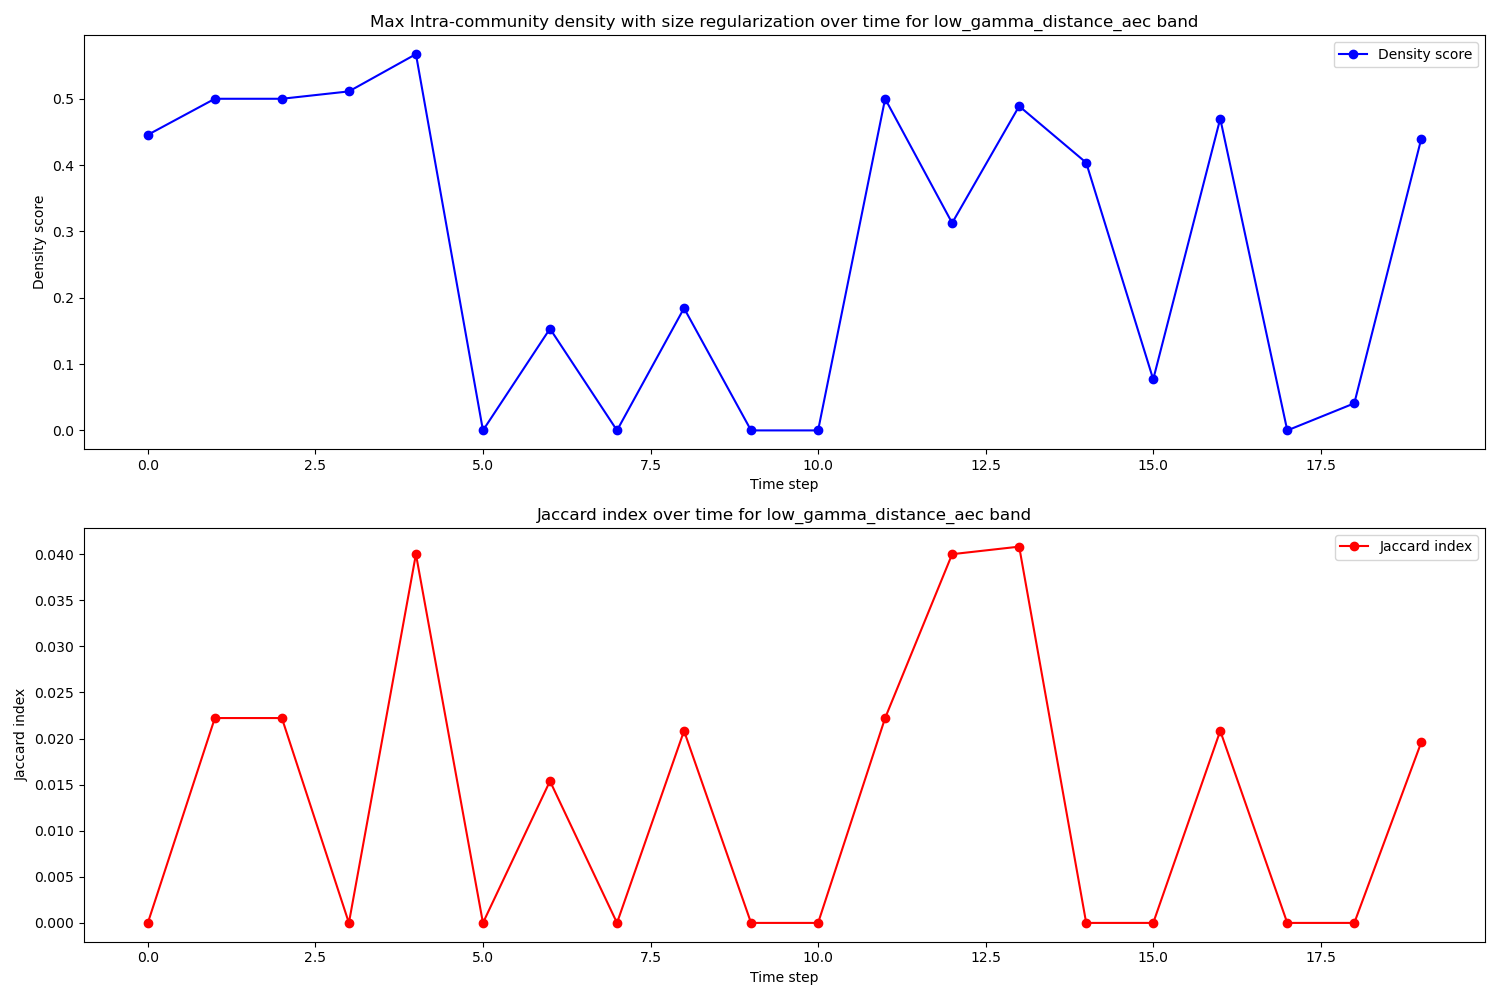 Max Intra-community density with size regularization over time for low_gamma_distance_aec band
Density score
Density score
0.5
0.4
0.3
0.2
0.1
0.0
0.0 2.5 5.0 7.5 10.0 12.5 15.0 17.5
Time step
Jaccard index over time for low_gamma_distance_aec band
Jaccard index
Jaccard index
0.040
0.035
0.030
0.025
0.020
0.015
0.010
0.005
0.000
0.0 2.5 5.0 7.5 10.0 12.5 15.0 17.5
Time step